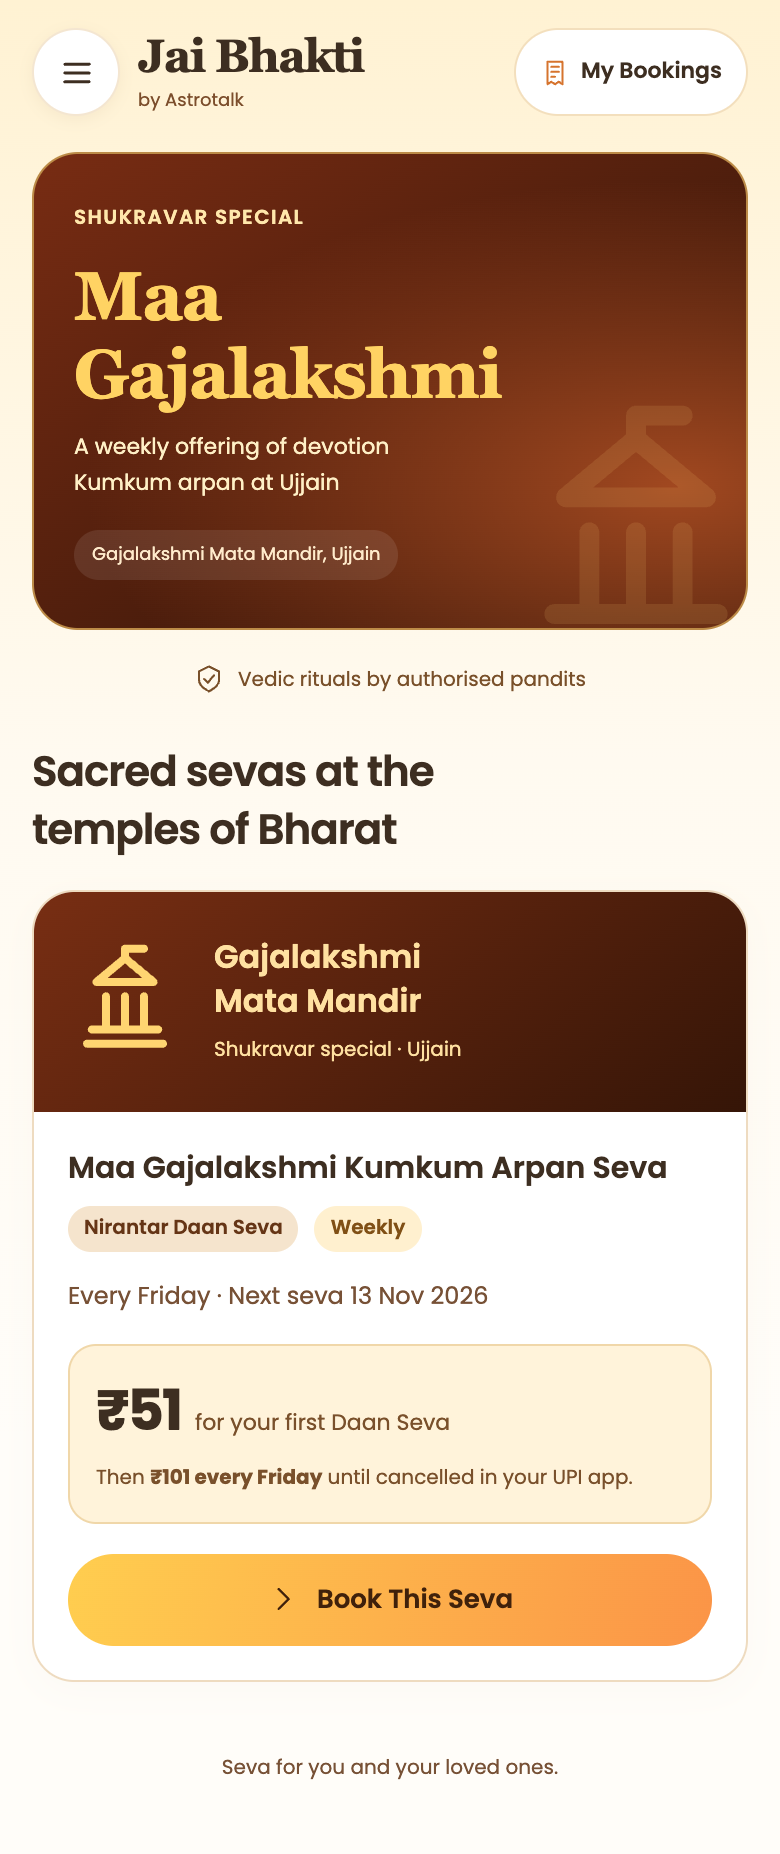 Jai Bhakti
by Astrotalk
My Bookings
SHUKRAVAR SPECIAL
Maa
Gajalakshmi
A weekly offering of devotion
Kumkum arpan at Ujjain
Gajalakshmi Mata Mandir, Ujjain
Vedic rituals by authorised pandits
Sacred sevas at the
temples of Bharat
Gajalakshmi
Mata Mandir
Shukravar special · Ujjain
Maa Gajalakshmi Kumkum Arpan Seva
Nirantar Daan Seva
Weekly
Every Friday · Next seva 13 Nov 2026
₹51 for your first Daan Seva
Then ₹101 every Friday until cancelled in your UPI app.
Book This Seva
Seva for you and your loved ones.